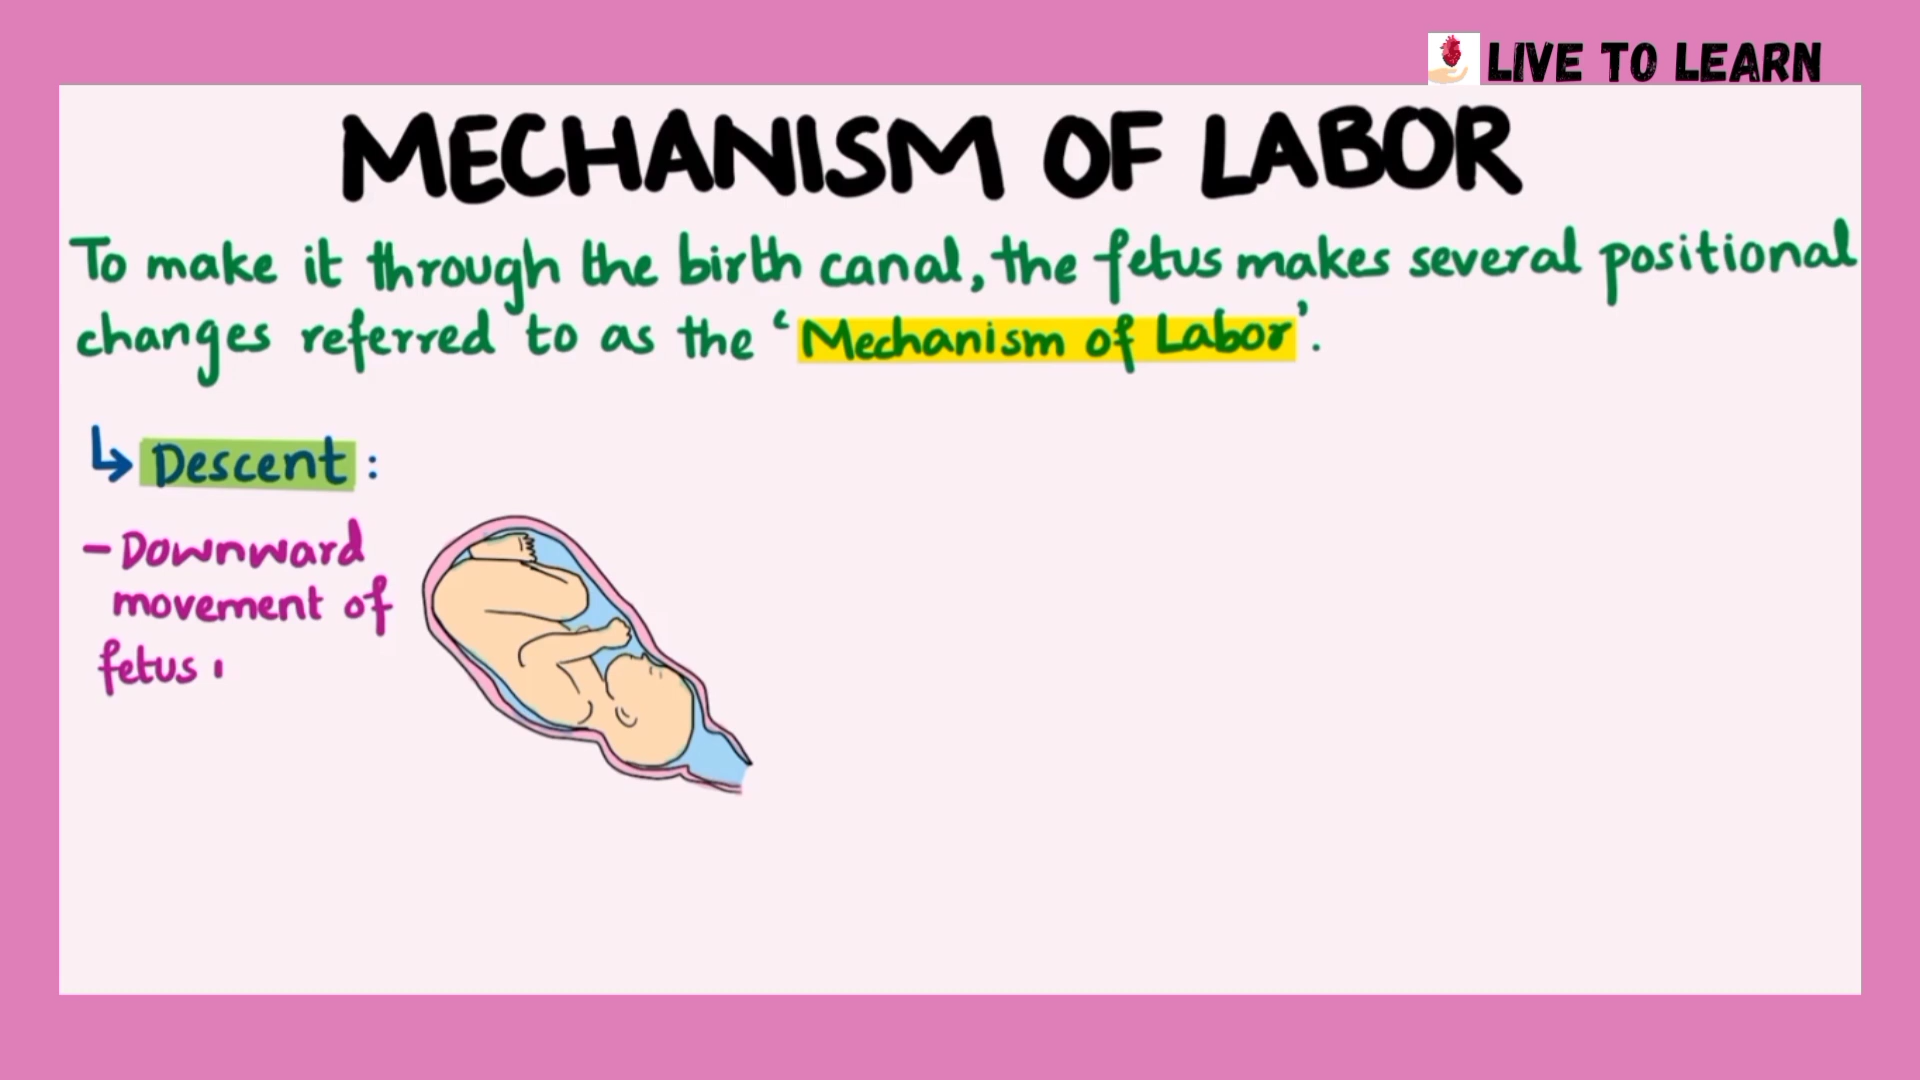 LIVE TO LEARN
MECHANISM OF LABOR
To make it through the birth canal, the fetus makes several positional
changes referred to as the ‘Mechanism of Labor’.
↳ Descent :
- Downward
movement of
fetus